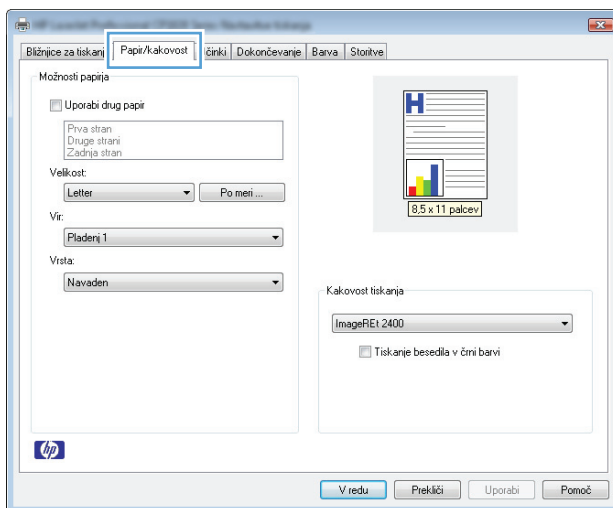 Bližnjice za tiskanj Papir/kakovost činki Dokončevanje Barva Storitve
Možnosti papirja
Uporabi drug papir
Prva stran
Druge strani
Zadnja stran
Velikost:
Letter Po meri ...
Vir:
Pladenj 1
Vrsta:
Navaden
H
8,5 x 11 palcev
Kakovost tiskanja
ImageREt 2400
Tiskanje besedila v črni barvi
hp
V redu Prekliči Uporabi Pomoč